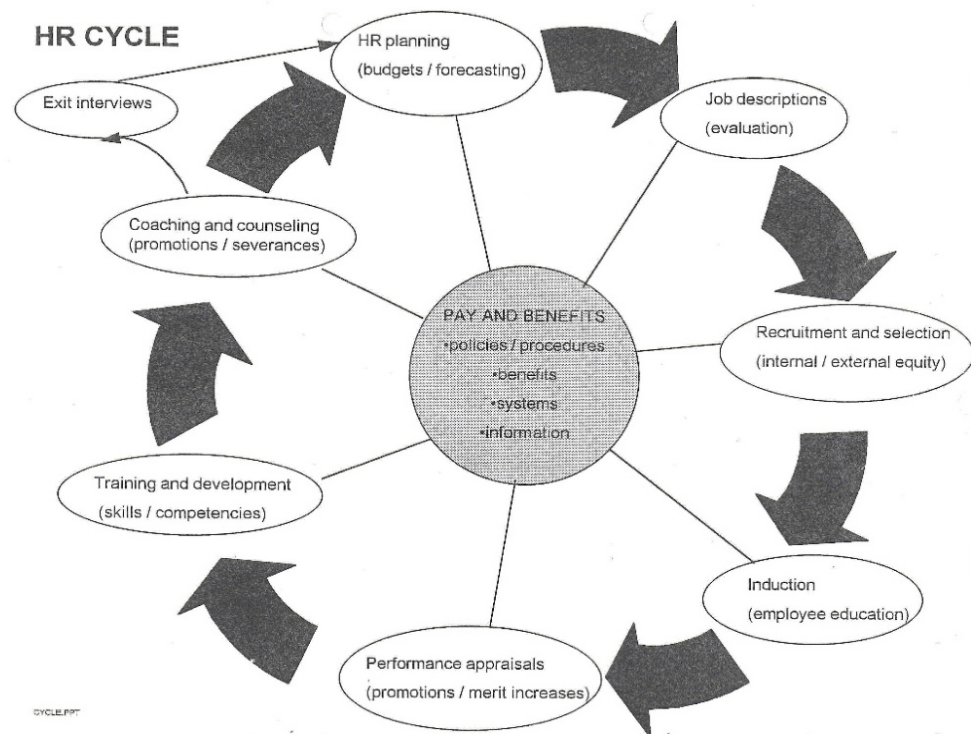 HR CYCLE
HR planning
(budgets / forecasting)
Job descriptions
(evaluation)
Recruitment and selection
(internal / external equity)
Induction
(employee education)
Performance appraisals
(promotions / merit increases)
Training and development
(skills / competencies)
Coaching and counseling
(promotions / severances)
Exit interviews
PAY AND BENEFITS
•policies / procedures
•benefits
•systems
•information
CYCLE.PPT